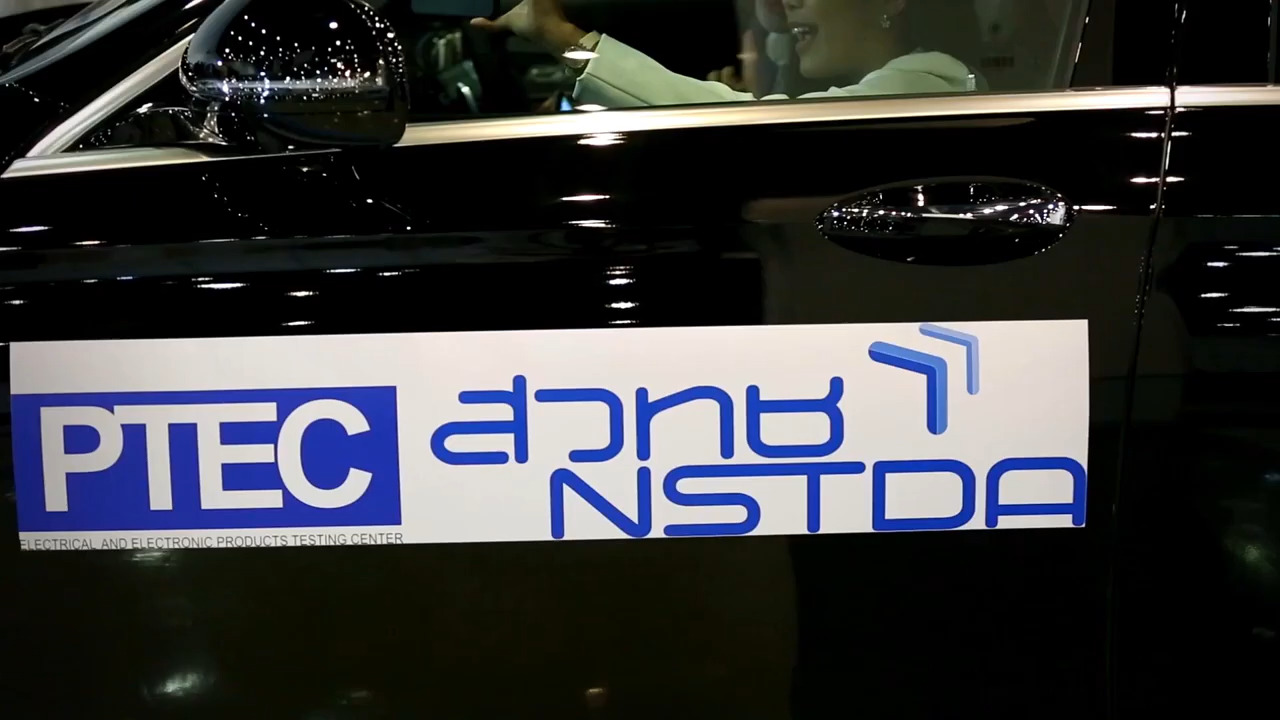 PTEC
ELECTRICAL AND ELECTRONIC PRODUCTS TESTING CENTER
สวทช
NSTDA